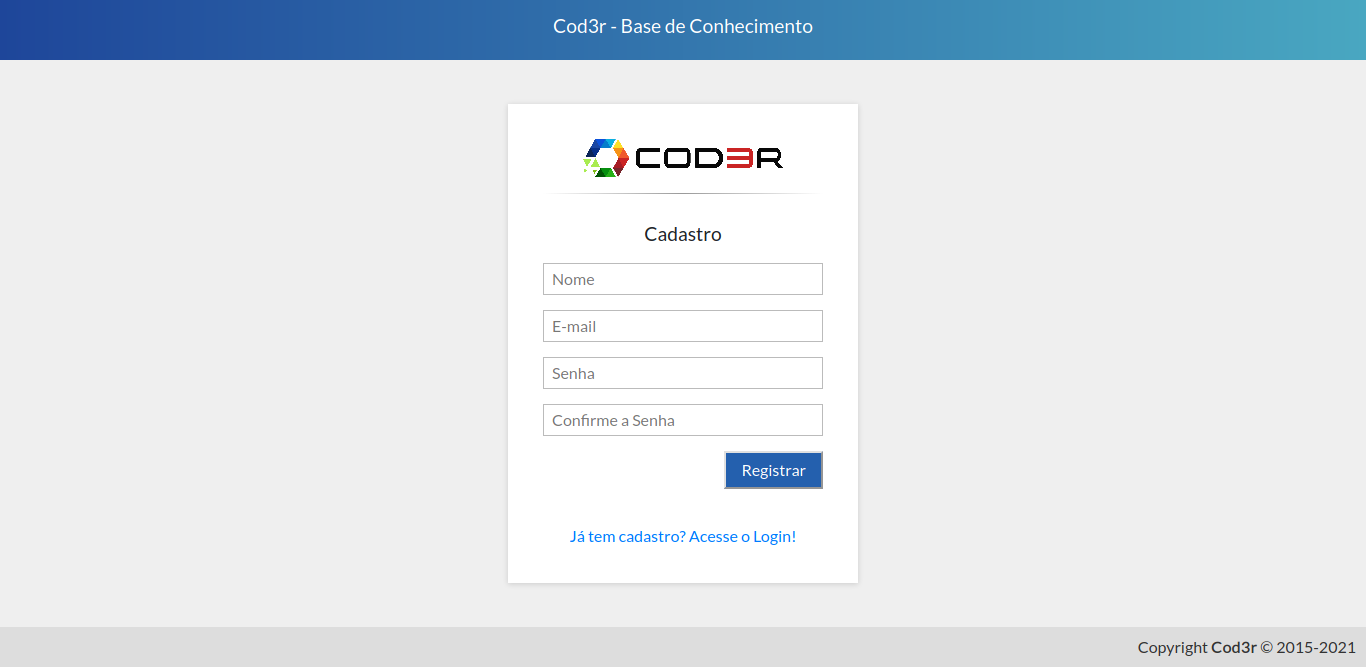 Cod3r - Base de Conhecimento
COD3R
Cadastro
Nome
E-mail
Senha
Confirme a Senha
Registrar
Já tem cadastro? Acesse o Login!
Copyright Cod3r © 2015-2021